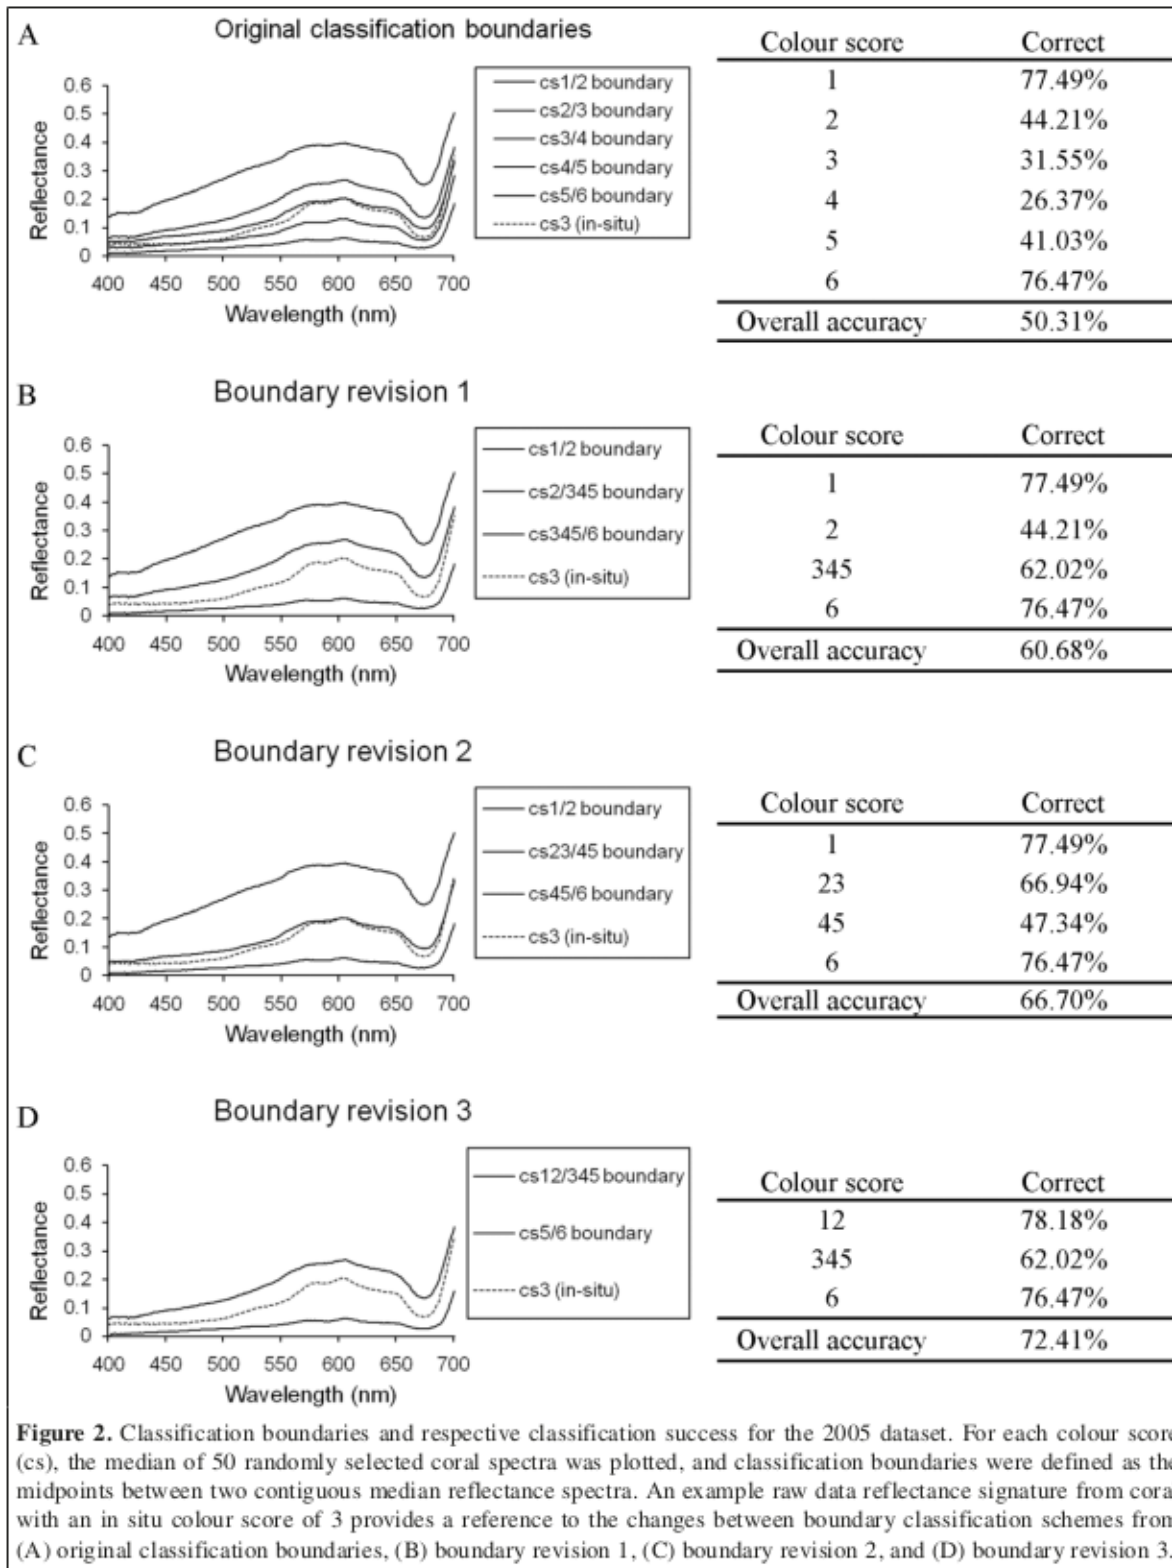 A
Original classification boundaries
0.6
0.5
0.4
0.3
0.2
0.1
0
Reflectance
400 450 500 550 600 650 700
Wavelength (nm)
cs1/2 boundary
cs2/3 boundary
cs3/4 boundary
cs4/5 boundary
cs5/6 boundary
cs3 (in-situ)
Colour score Correct
1 77.49%
2 44.21%
3 31.55%
4 26.37%
5 41.03%
6 76.47%
Overall accuracy 50.31%
B
Boundary revision 1
0.6
0.5
0.4
0.3
0.2
0.1
0
Reflectance
400 450 500 550 600 650 700
Wavelength (nm)
cs1/2 boundary
cs2/345 boundary
cs345/6 boundary
cs3 (in-situ)
Colour score Correct
1 77.49%
2 44.21%
345 62.02%
6 76.47%
Overall accuracy 60.68%
C
Boundary revision 2
0.6
0.5
0.4
0.3
0.2
0.1
0
Reflectance
400 450 500 550 600 650 700
Wavelength (nm)
cs1/2 boundary
cs23/45 boundary
cs45/6 boundary
cs3 (in-situ)
Colour score Correct
1 77.49%
23 66.94%
45 47.34%
6 76.47%
Overall accuracy 66.70%
D
Boundary revision 3
0.6
0.5
0.4
0.3
0.2
0.1
0
Reflectance
400 450 500 550 600 650 700
Wavelength (nm)
cs12/345 boundary
cs5/6 boundary
cs3 (in-situ)
Colour score Correct
12 78.18%
345 62.02%
6 76.47%
Overall accuracy 72.41%
Figure 2. Classification boundaries and respective classification success for the 2005 dataset. For each colour score
(cs), the median of 50 randomly selected coral spectra was plotted, and classification boundaries were defined as the
midpoints between two contiguous median reflectance spectra. An example raw data reflectance signature from cora
with an in situ colour score of 3 provides a reference to the changes between boundary classification schemes from
(A) original classification boundaries, (B) boundary revision 1, (C) boundary revision 2, and (D) boundary revision 3.